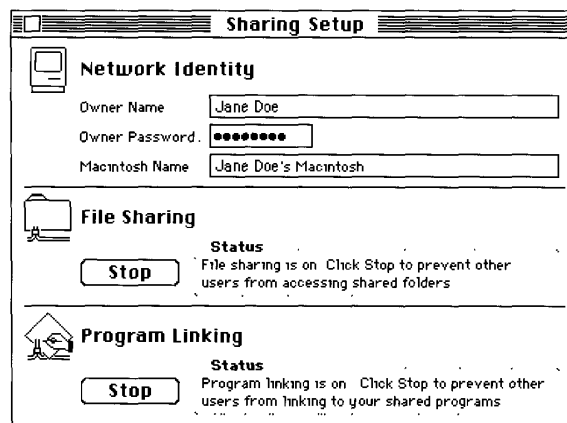 Sharing Setup
Network Identity
Owner Name Jane Doe
Owner Password. ••••••••
Macintosh Name Jane Doe's Macintosh
File Sharing
Status
Stop File sharing is on Click Stop to prevent other
users from accessing shared folders
Program Linking
Status
Stop Program linking is on Click Stop to prevent other
users from linking to your shared programs